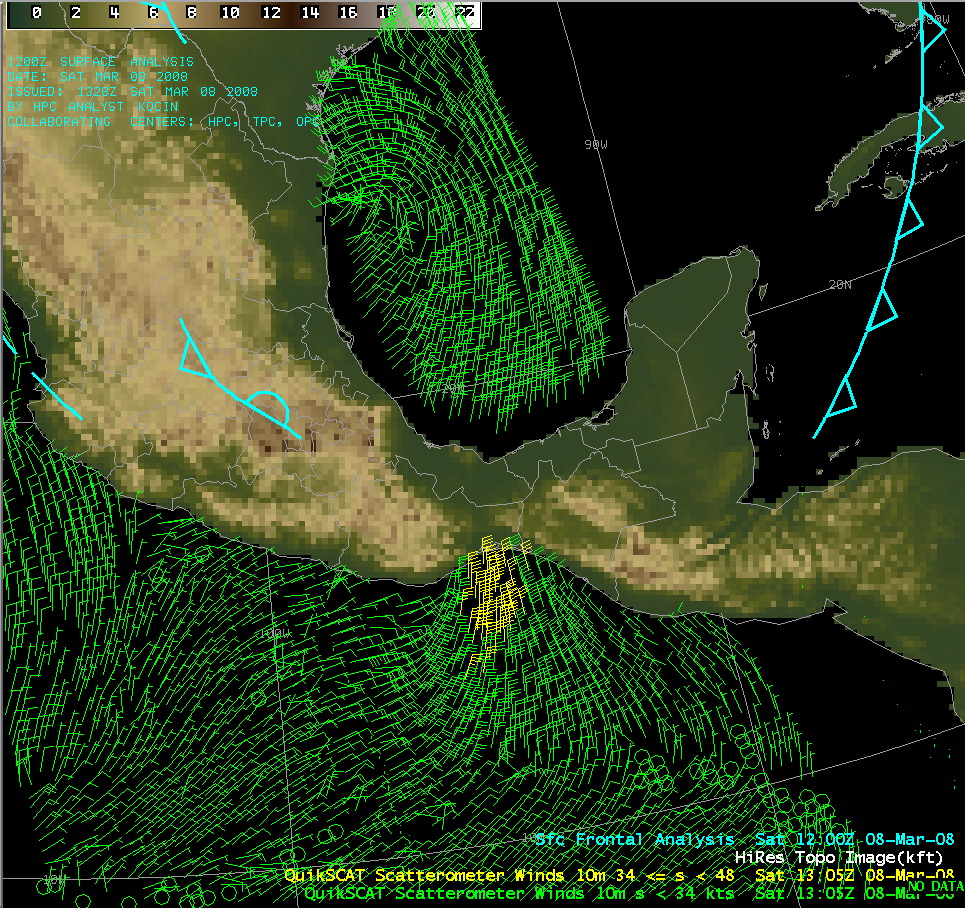 0 2 4 6 8 10 12 14 16 18 20 22
1200Z SURFACE ANALYSIS
DATE: SAT MAR 08 2008
ISSUED: 1328Z SAT MAR 08 2008
BY HPC ANALYST KOCIN
COLLABORATING CENTERS: HPC, TPC, OPC
80W
90W
20N
100W
10N
Sfc Frontal Analysis Sat 12:00Z 08-Mar-08
HiRes Topo Image(kft)
QuikSCAT Scatterometer Winds 10m 34 <= s < 48 Sat 13:05Z 08-Mar-08
QuikSCAT Scatterometer Winds 10m s < 34 kts Sat 13:05Z 08-Mar-08
NO DATA